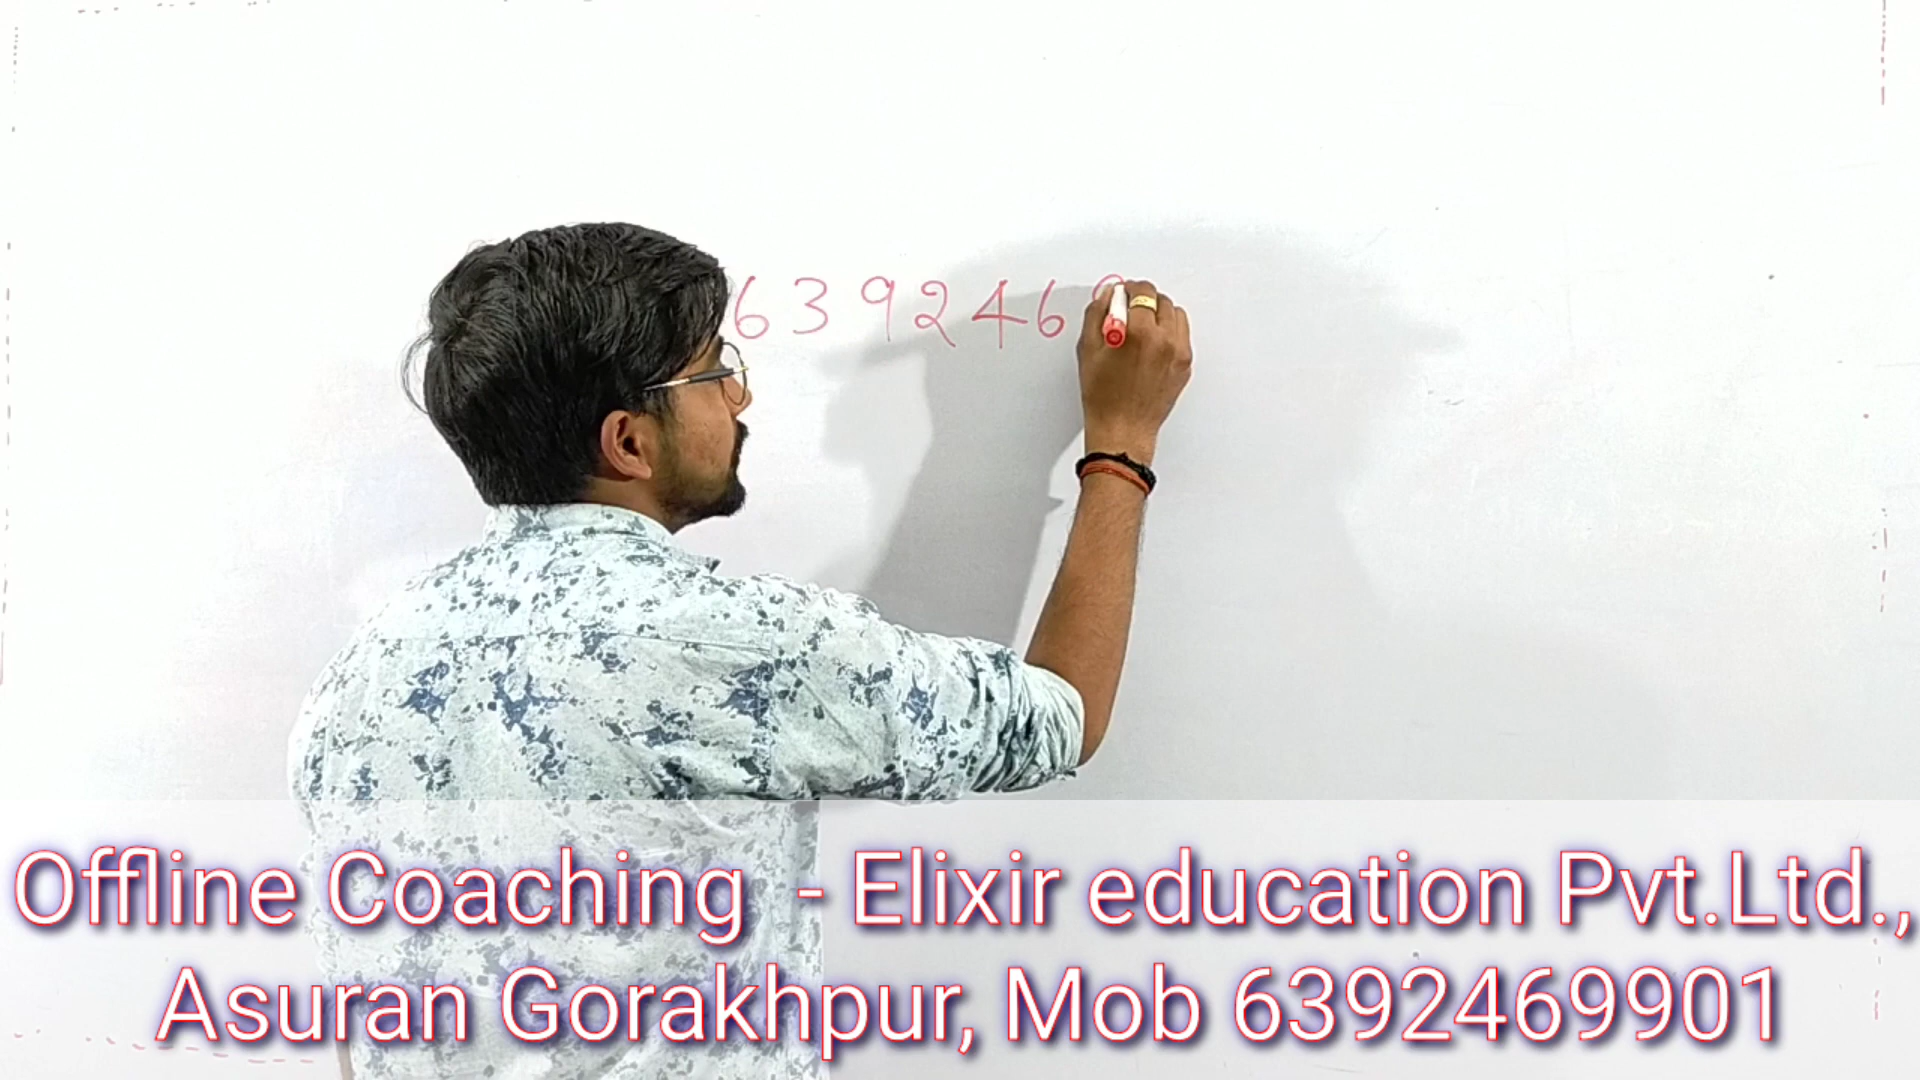 639246
Offline Coaching - Elixir education Pvt.Ltd.,
Asuran Gorakhpur, Mob 6392469901